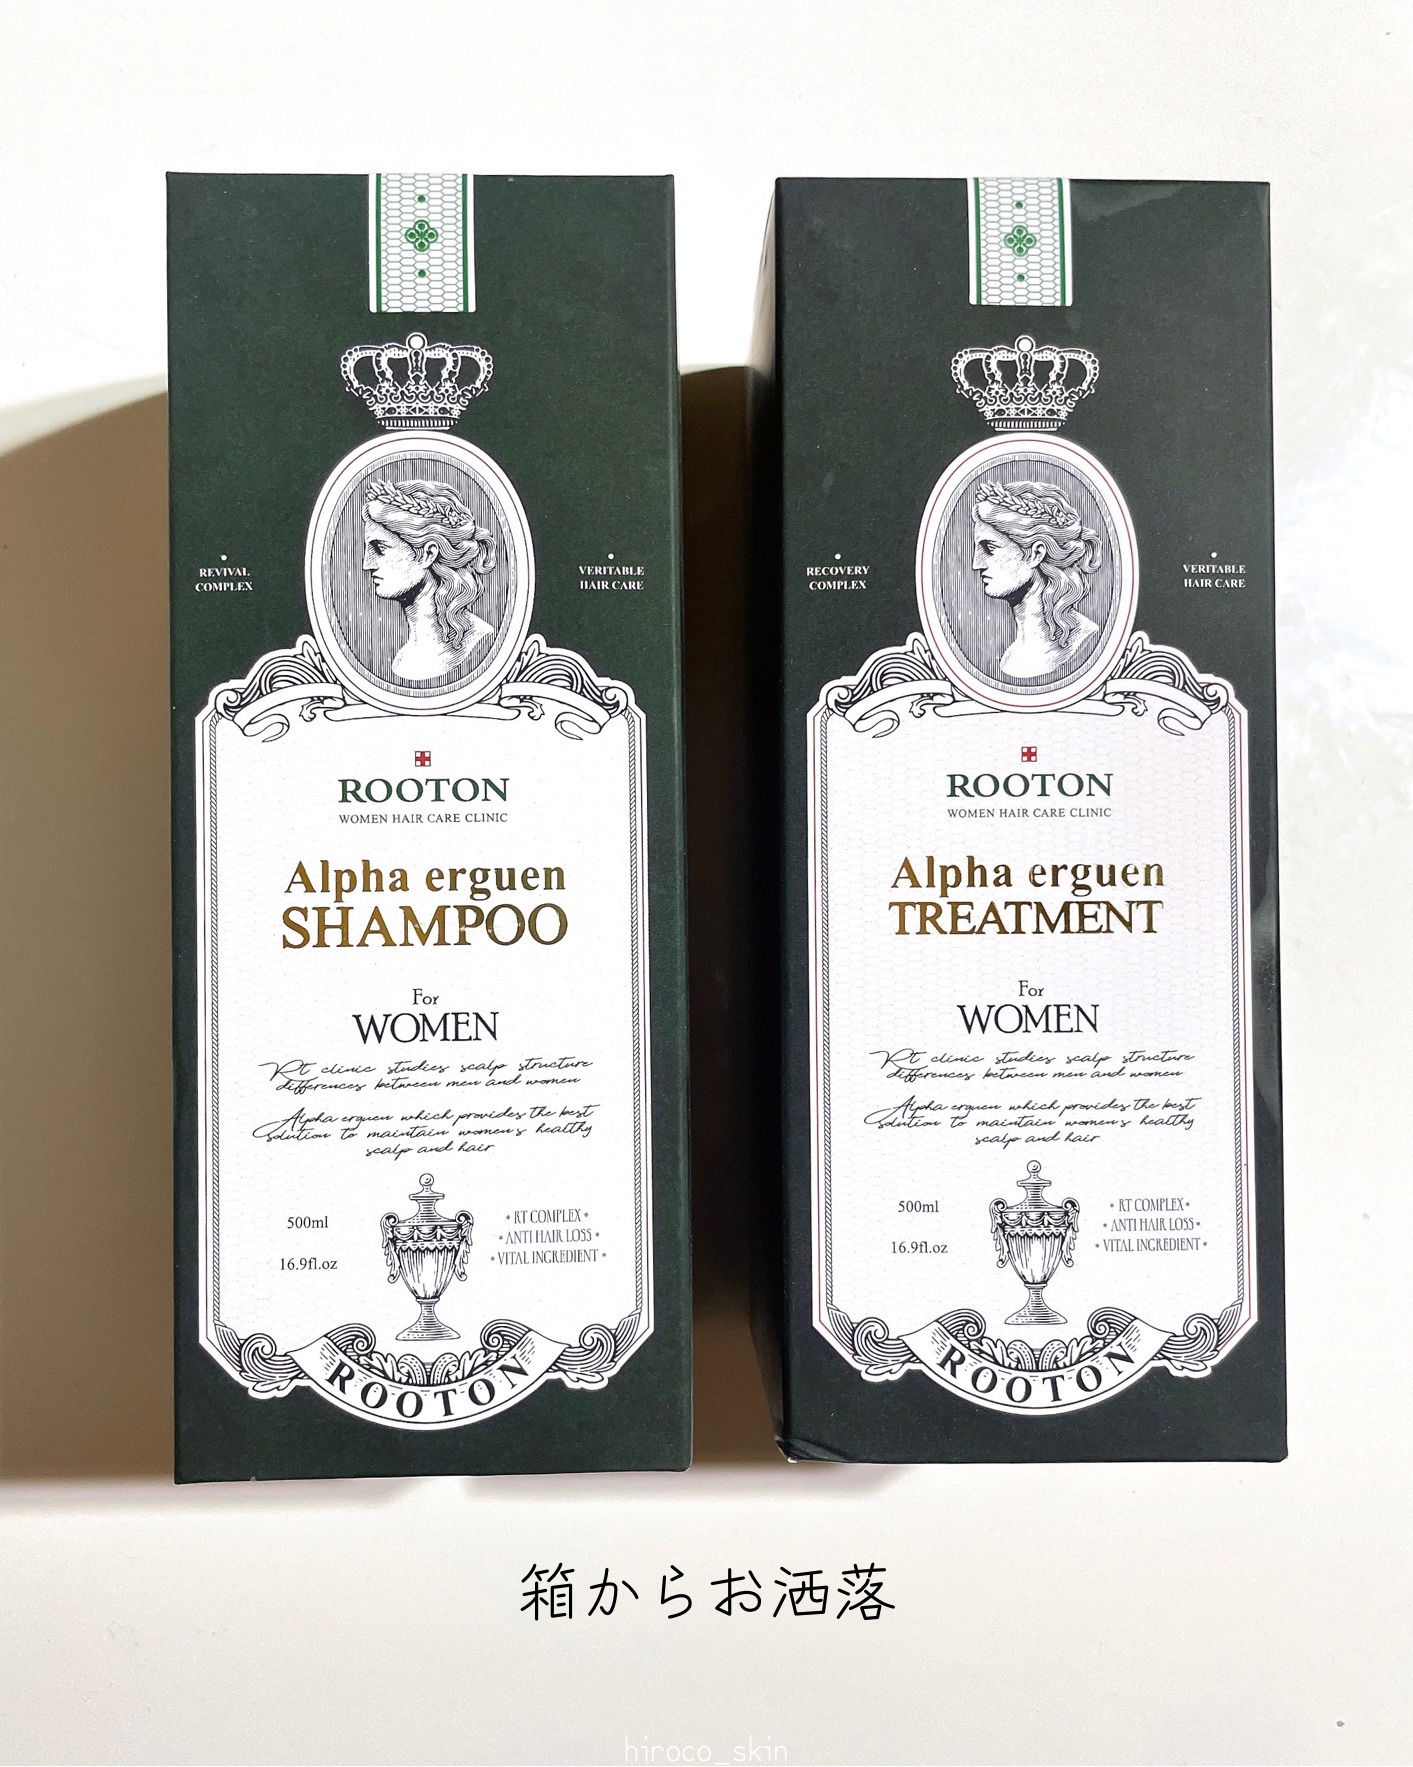 REVIVAL
COMPLEX
VERITABLE
HAIR CARE
ROOTON
WOMEN HAIR CARE CLINIC
Alpha erguen
SHAMPOO
For
WOMEN
Rt clinic studies scalp structure
differences between men and women
Alpha erguen which provides the best
solution to maintain women's healthy
scalp and hair
500ml
16.9fl.oz
* RT COMPLEX *
* ANTI HAIR LOSS *
* VITAL INGREDIENT *
ROOTON
RECOVERY
COMPLEX
VERITABLE
HAIR CARE
ROOTON
WOMEN HAIR CARE CLINIC
Alpha erguen
TREATMENT
For
WOMEN
Rt clinic studies scalp structure
differences between men and women
Alpha erguen which provides the best
solution to maintain women's healthy
scalp and hair
500ml
16.9fl.oz
* RT COMPLEX *
* ANTI HAIR LOSS *
* VITAL INGREDIENT *
ROOTON
箱からお洒落
hiroco_skin